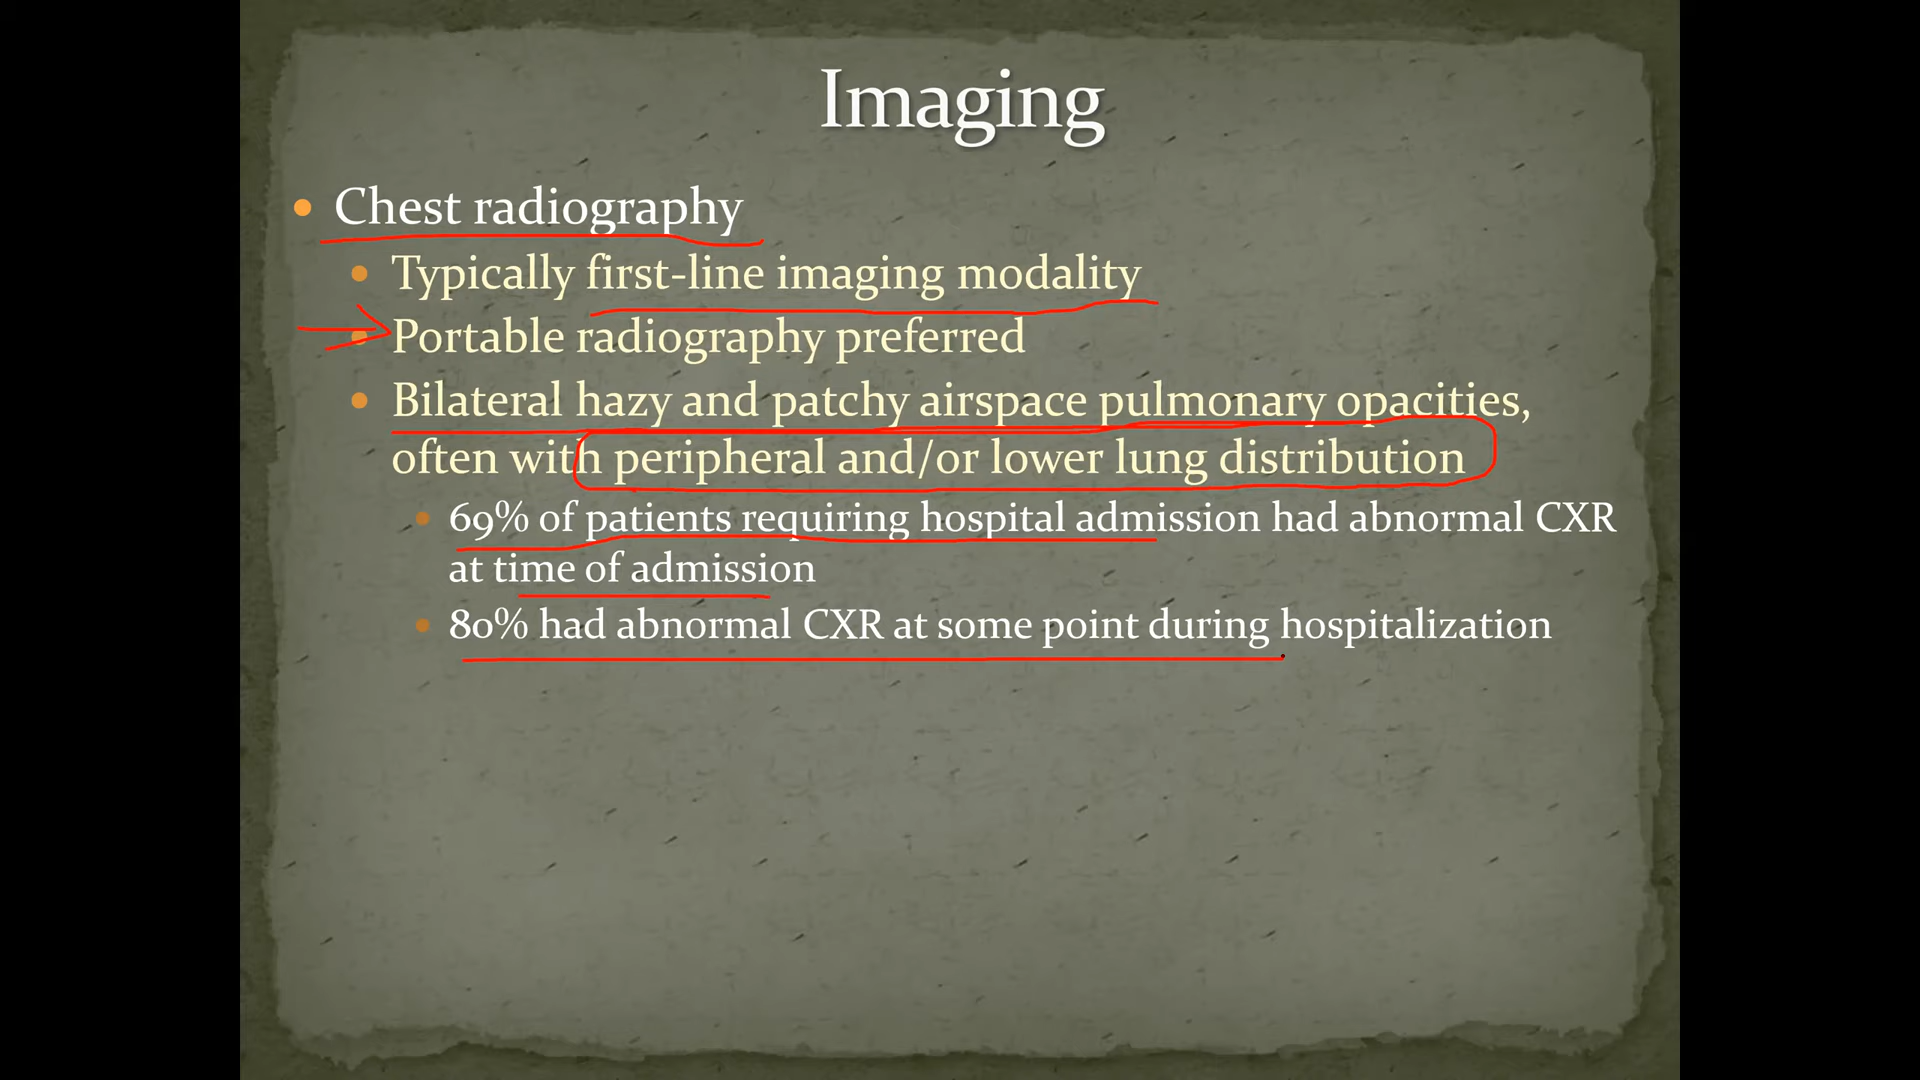 Imaging
Chest radiography
Typically first-line imaging modality
Portable radiography preferred
Bilateral hazy and patchy airspace pulmonary opacities,
often with peripheral and/or lower lung distribution
69% of patients requiring hospital admission had abnormal CXR
at time of admission
80% had abnormal CXR at some point during hospitalization